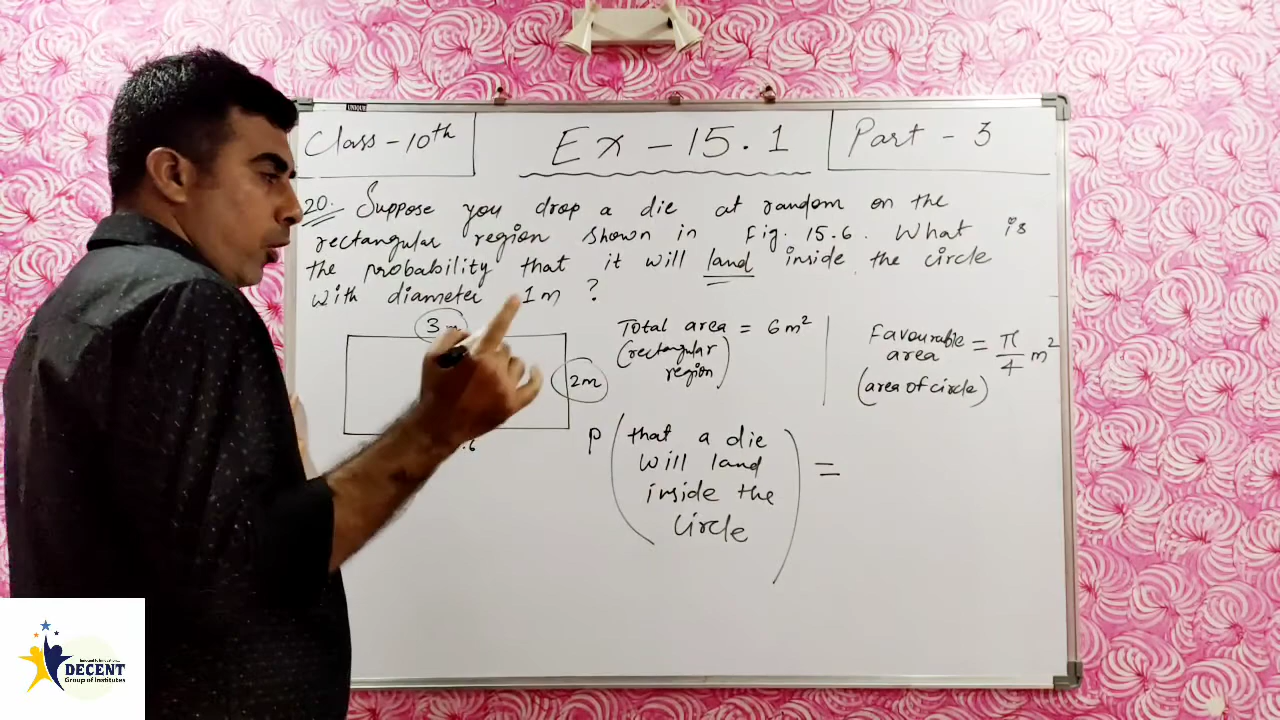 UNIQUE
Class-10th
Ex-15.1
Part-3
20. Suppose you drop a die at random on the
rectangular region shown in Fig. 15.6. What is
the probability that it will land inside the circle
with diameter 1m ?
3m
2m
Total area = 6m²
(rectangular
region)
Favourable
area = π/4 m²
(area of circle)
P (that a die
will land
inside the
circle) =
DECENT
Group of Institutes